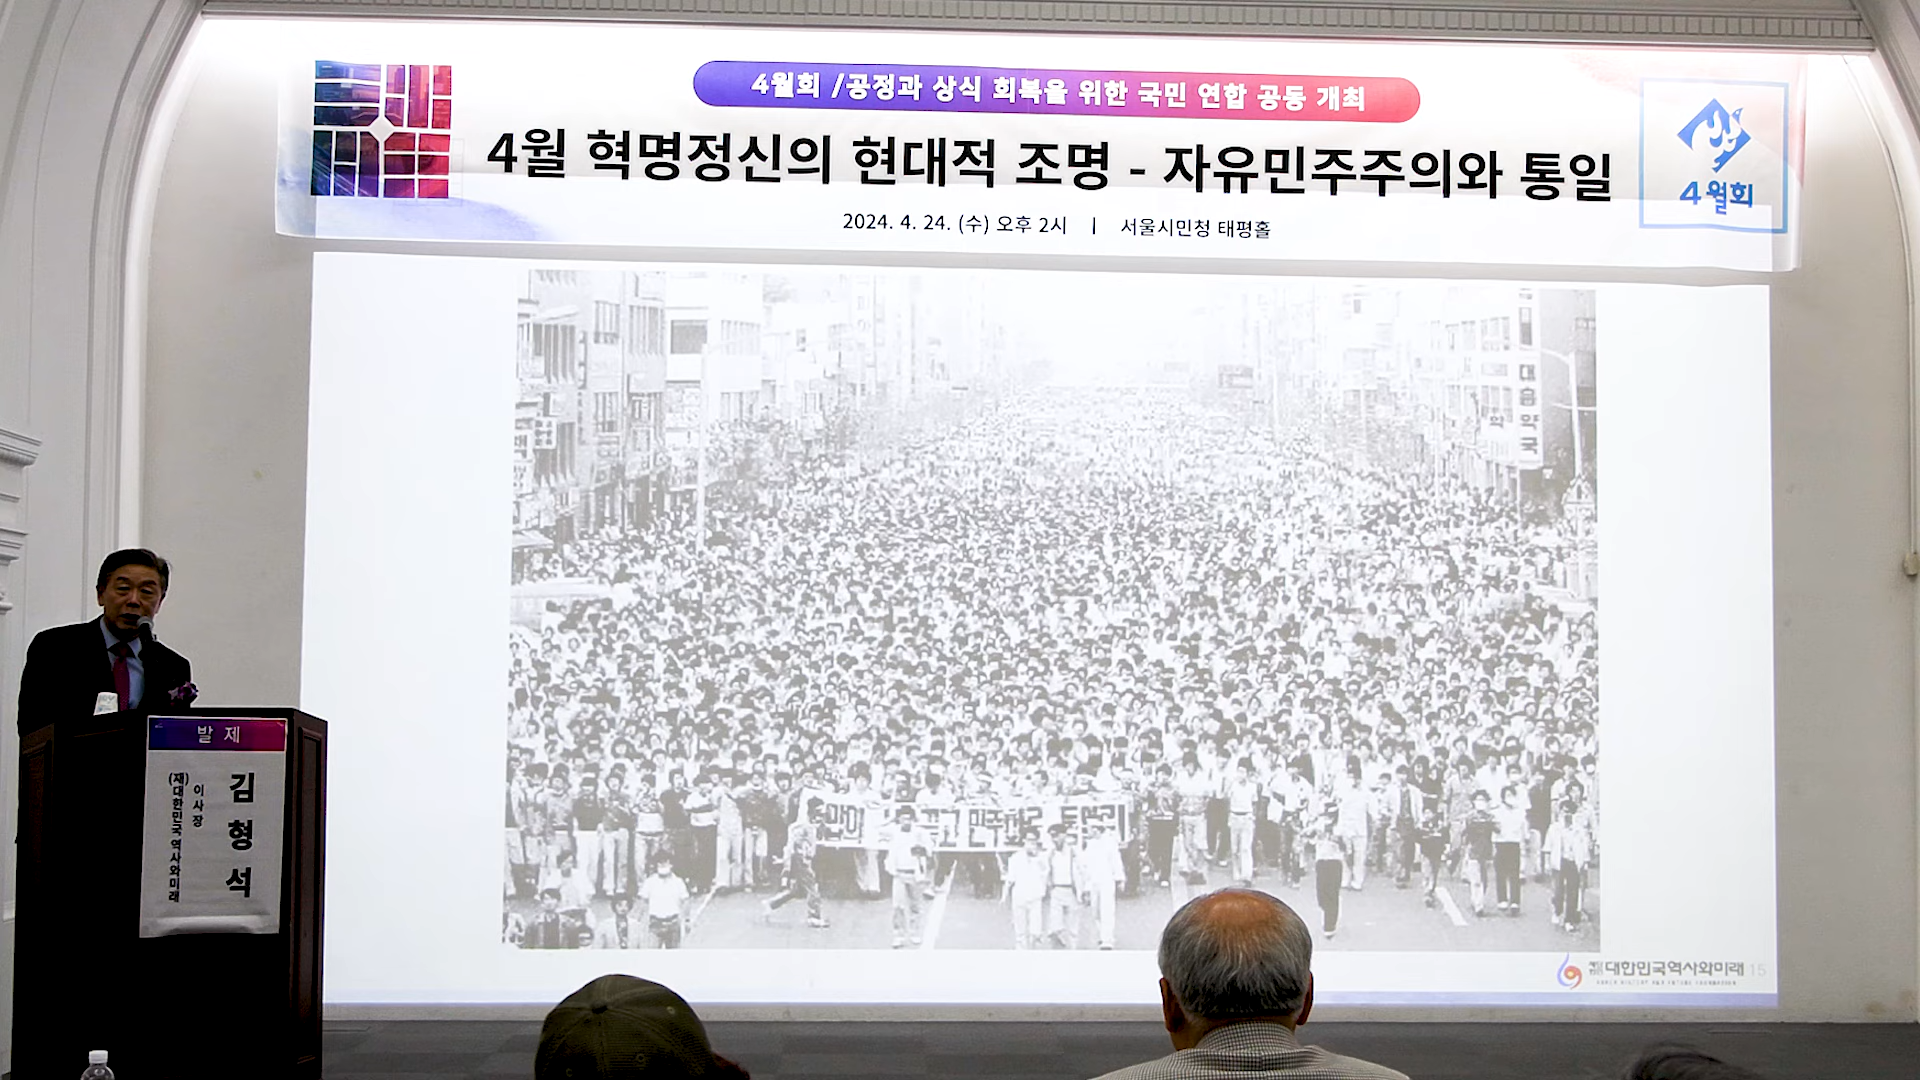 4월회 /공정과 상식 회복을 위한 국민 연합 공동 개최
4월 혁명정신의 현대적 조명 - 자유민주주의와 통일
2024. 4. 24. (수) 오후 2시 | 서울시민청 태평홀
4월회
약국
발 제
김형석
이사장
(재)대한민국 역사와미래
대한민국역사와미래 15